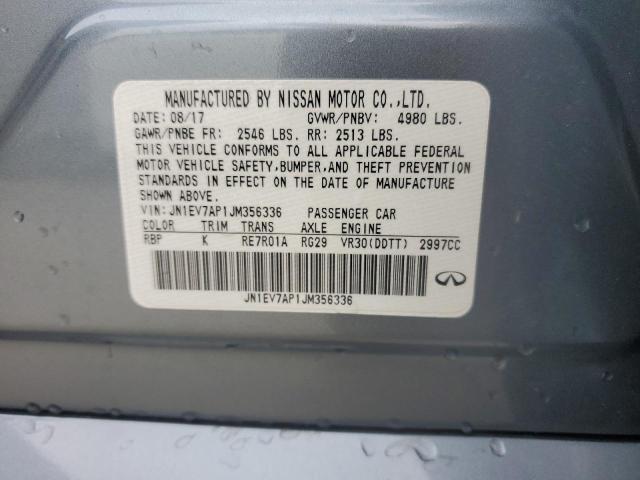 MANUFACTURED BY NISSAN MOTOR CO.,LTD.
DATE: 08/17 GVWR/PNBV: 4980 LBS.
GAWR/PNBE FR: 2546 LBS. RR: 2513 LBS.
THIS VEHICLE CONFORMS TO ALL APPLICABLE FEDERAL
MOTOR VEHICLE SAFETY, BUMPER, AND THEFT PREVENTION
STANDARDS IN EFFECT ON THE DATE OF MANUFACTURE
SHOWN ABOVE.
VIN: JN1EV7AP1JM356336 PASSENGER CAR
COLOR TRIM TRANS AXLE ENGINE
RBP K RE7R01A RG29 VR30(DDTT) 2997CC
JN1EV7AP1JM356336